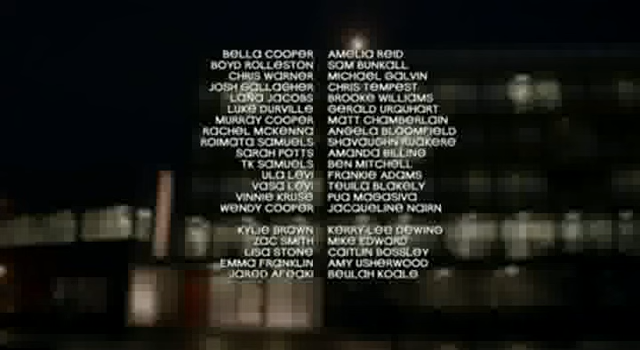 BELLA COOPER AMELIA REID
BOYD ROLLESTON SAM BUNKALL
CHRIS WARNER MICHAEL GALVIN
JOSH GALLAGHER CHRIS TEMPEST
LANA JACOBS BROOKE WILLIAMS
LUKE DURVILLE GERALD URQUHART
MURRAY COOPER MATT CHAMBERLAIN
RACHEL MCKENNA ANGELA BLOOMFIELD
ROIMATA SAMUELS SHAVAUGHN RUAKERE
SARAH POTTS AMANDA BILLING
TK SAMUELS BEN MITCHELL
ULA LEVI FRANKIE ADAMS
VASA LEVI TEUILA BLAKELY
VINNIE KRUSE PUA MAGASIVA
WENDY COOPER JACQUELINE NAIRN
KYLIE BROWN KERRY-LEE DEWING
ZAC SMITH MIKE EDWARD
LISA STONE CAITLIN BOSSLEY
EMMA FRANKLIN AMY USHERWOOD
JARED AFEAKI BEULAH KOALE